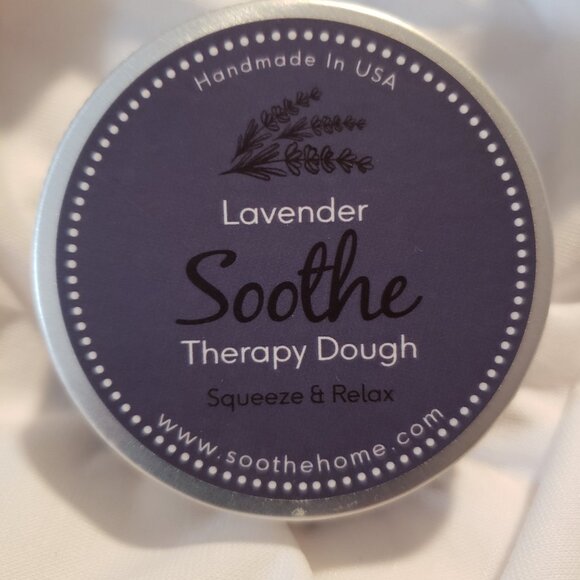 Handmade In USA
Lavender
Soothe
Therapy Dough
Squeeze & Relax
www.soothehome.com